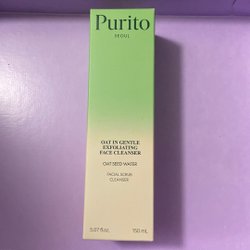 Purito
SEOUL
OAT IN GENTLE
EXFOLIATING
FACE CLEANSER
OAT SEED WATER
FACIAL SCRUB
CLEANSER
5.07 fl.oz. 150 mL